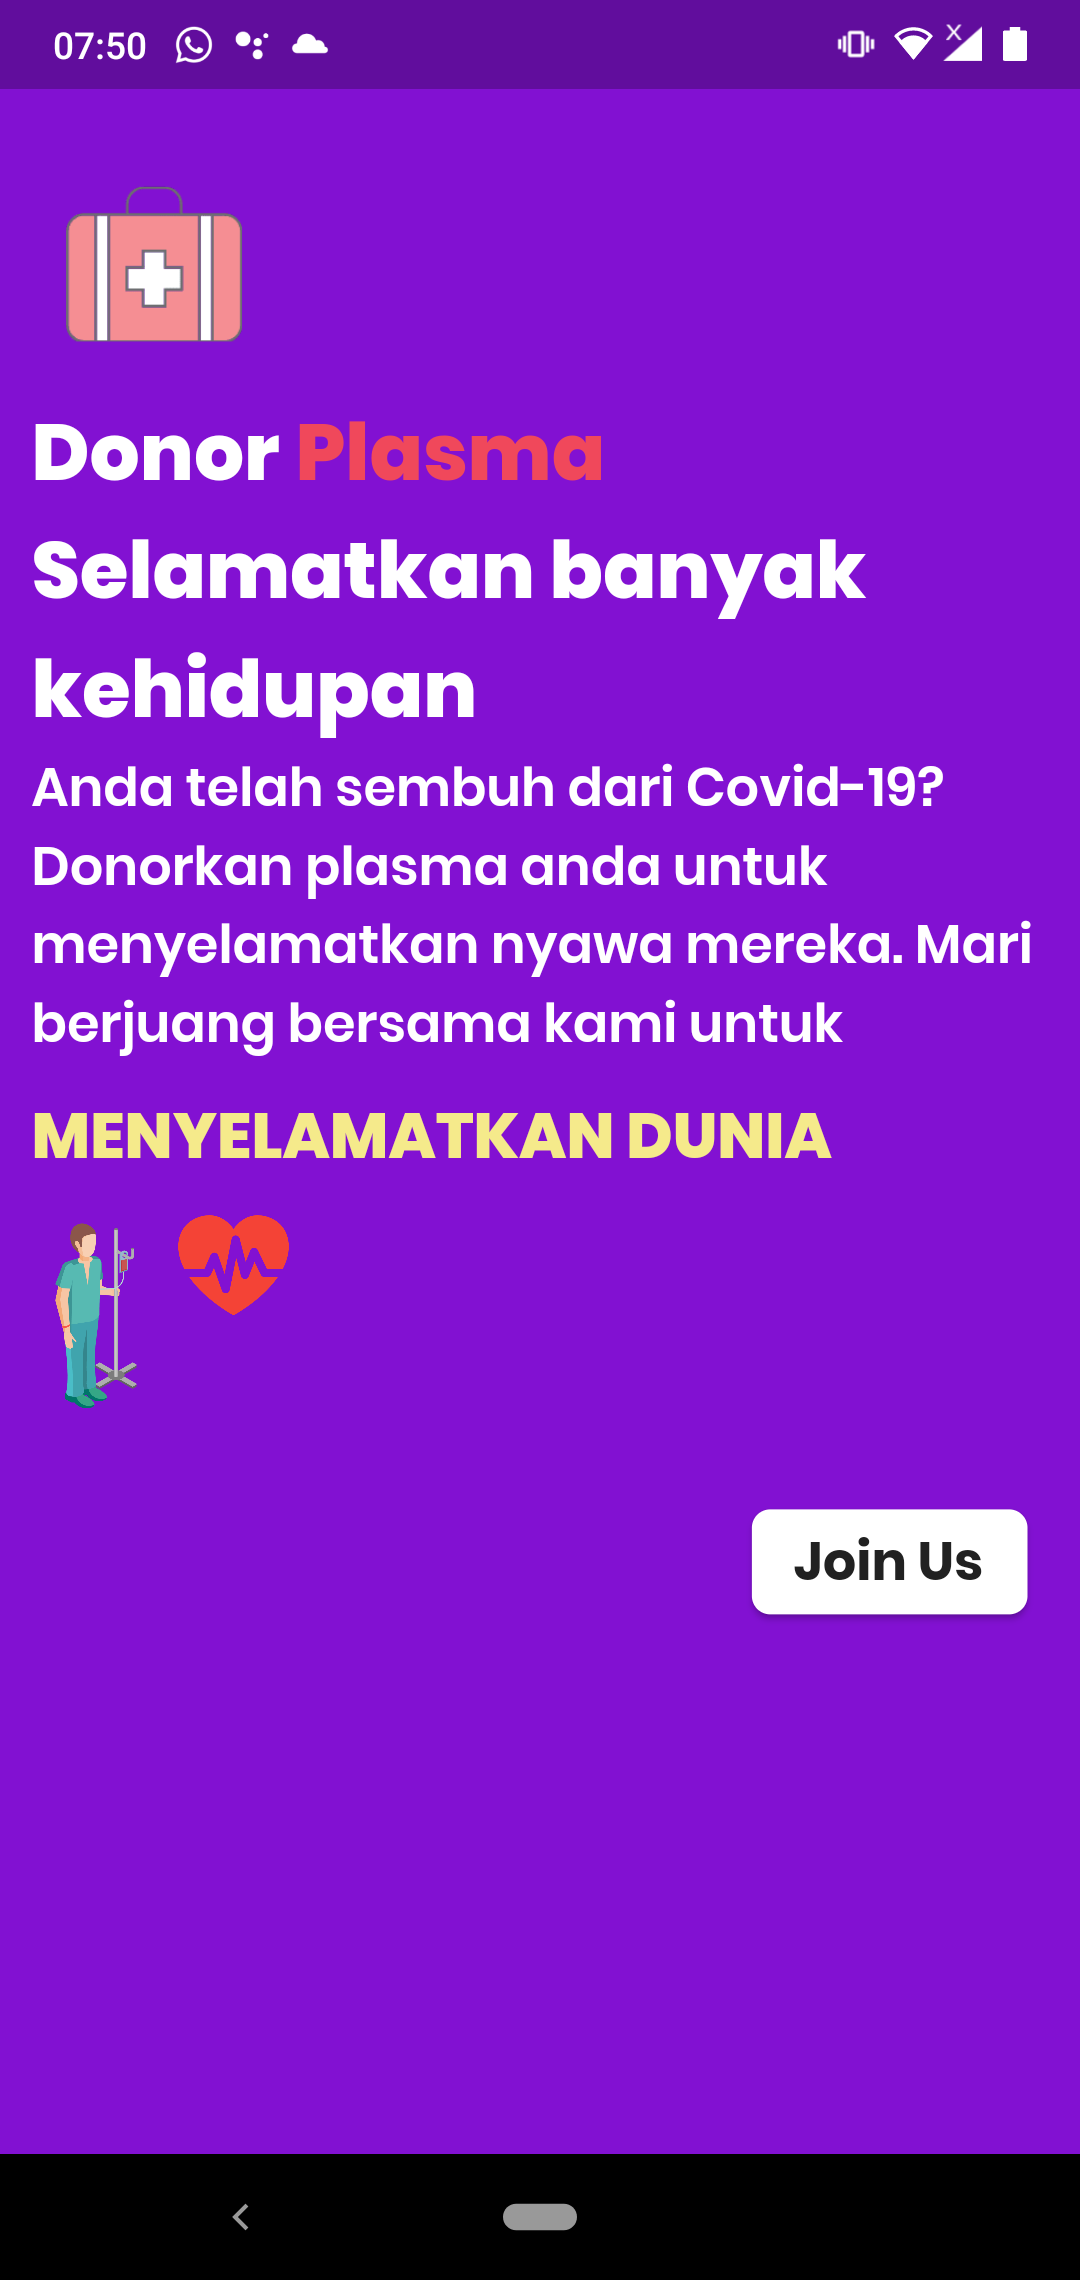 07:50
Donor Plasma
Selamatkan banyak
kehidupan
Anda telah sembuh dari Covid-19?
Donorkan plasma anda untuk
menyelamatkan nyawa mereka. Mari
berjuang bersama kami untuk
MENYELAMATKAN DUNIA
Join Us